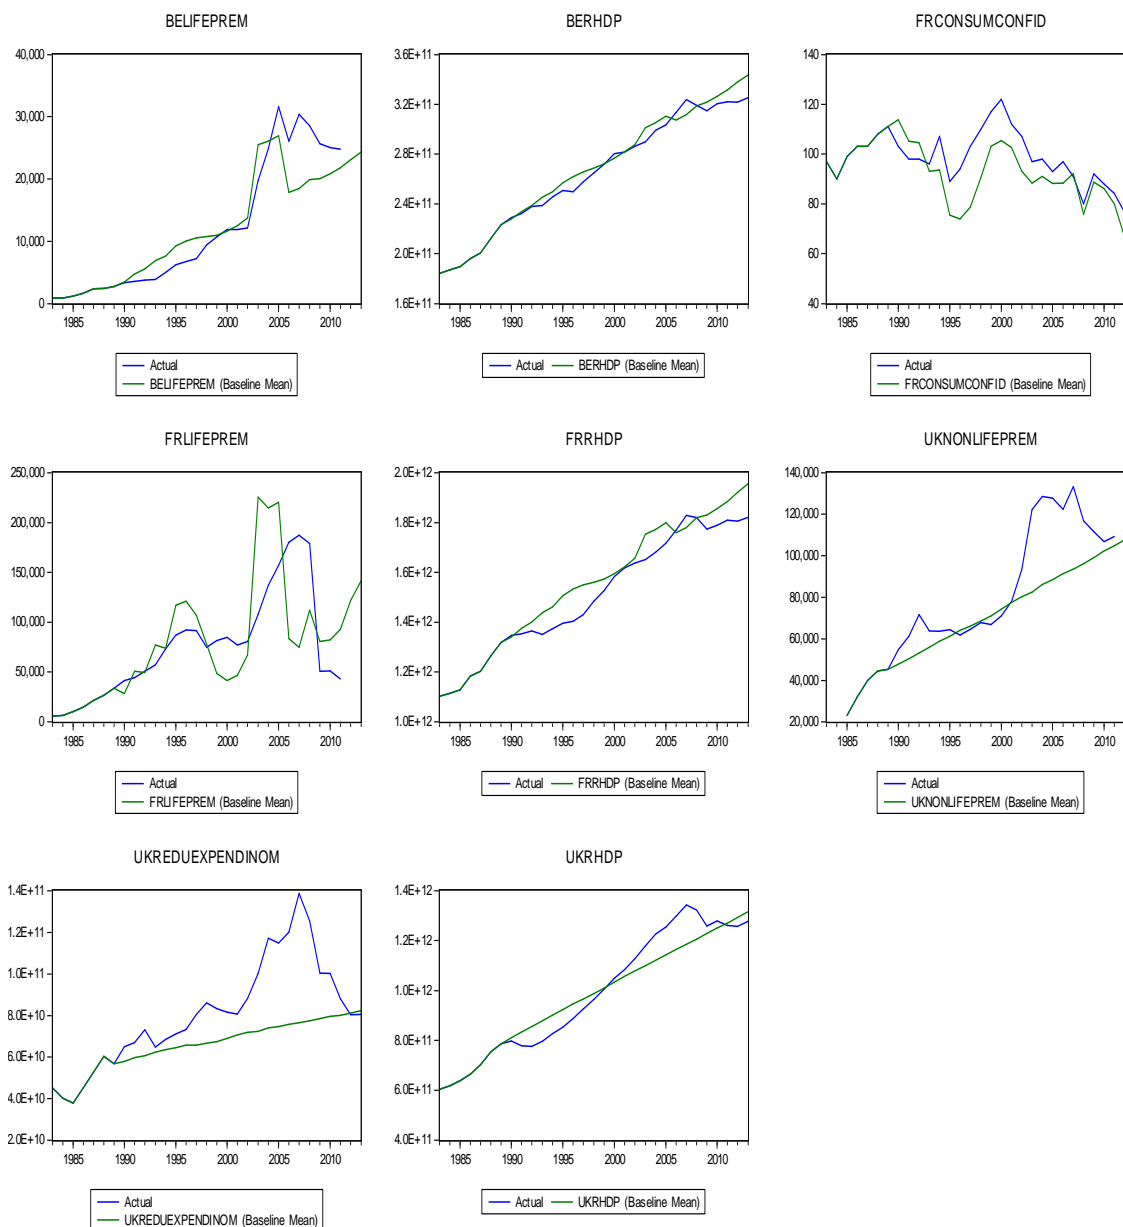 BELIFEPREM
40,000
30,000
20,000
10,000
0
1985 1990 1995 2000 2005 2010
Actual
BELIFEPREM (Baseline Mean)
BERHDP
3.6E+11
3.2E+11
2.8E+11
2.4E+11
2.0E+11
1.6E+11
1985 1990 1995 2000 2005 2010
Actual BERHDP (Baseline Mean)
FRCONSUMCONFID
140
120
100
80
60
40
1985 1990 1995 2000 2005 2010
Actual
FRCONSUMCONFID (Baseline Mean)
FRLIFEPREM
250,000
200,000
150,000
100,000
50,000
0
1985 1990 1995 2000 2005 2010
Actual
FRLIFEPREM (Baseline Mean)
FRRHDP
2.0E+12
1.8E+12
1.6E+12
1.4E+12
1.2E+12
1.0E+12
1985 1990 1995 2000 2005 2010
Actual FRRHDP (Baseline Mean)
UKNONLIFEPREM
140,000
120,000
100,000
80,000
60,000
40,000
20,000
1985 1990 1995 2000 2005 2010
Actual
UKNONLIFEPREM (Baseline Mean)
UKREDUEXPENDINOM
1.4E+11
1.2E+11
1.0E+11
8.0E+10
6.0E+10
4.0E+10
2.0E+10
1985 1990 1995 2000 2005 2010
Actual
UKREDUEXPENDINOM (Baseline Mean)
UKRHDP
1.4E+12
1.2E+12
1.0E+12
8.0E+11
6.0E+11
4.0E+11
1985 1990 1995 2000 2005 2010
Actual UKRHDP (Baseline Mean)